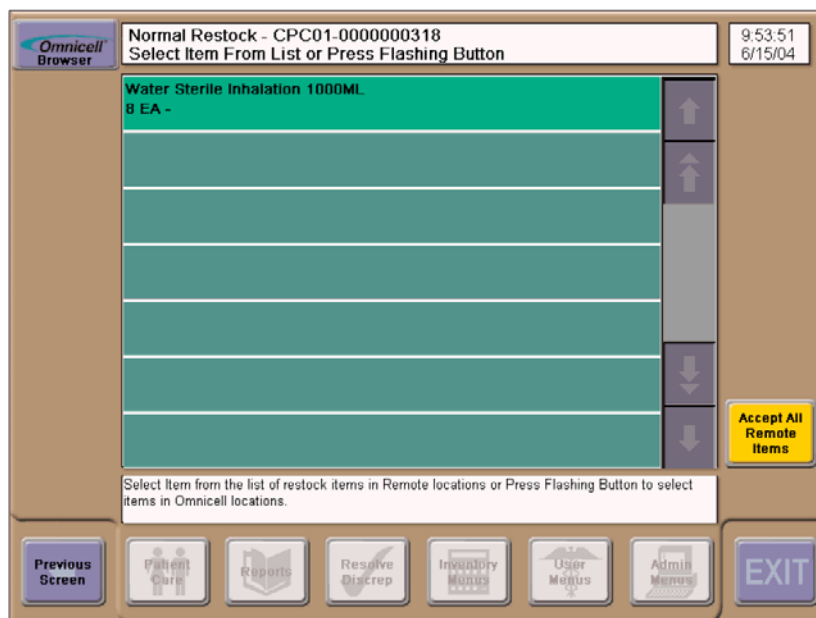 Omnicell
Browser
Normal Restock - CPC01-0000000318
Select Item From List or Press Flashing Button
9:53:51
6/15/04
Water Sterile Inhalation 1000ML
8 EA -
Accept All
Remote
Items
Select Item from the list of restock items in Remote locations or Press Flashing Button to select
items in Omnicell locations.
Previous
Screen
Patient
Care
Reports
Resolve
Discrep
Inventory
Menus
User
Menus
Admin
Menus
EXIT